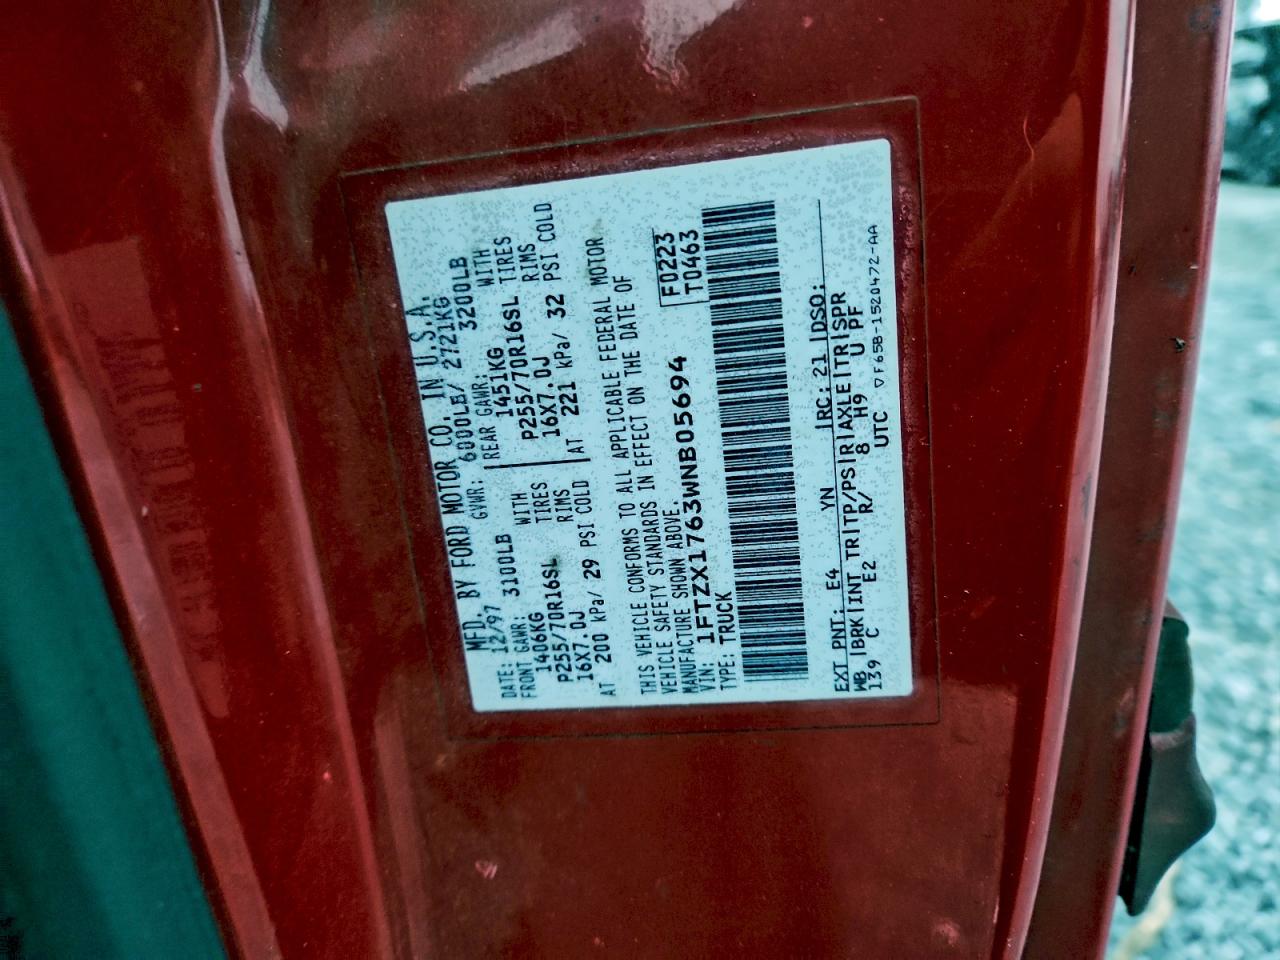 MFD. BY FORD MOTOR CO. IN U.S.A.
DATE: 12/97 GVWR: 6000LB/ 2721KG
FRONT GAWR: 3100LB REAR GAWR: 3200LB
1406KG WITH 1451KG WITH
P255/70R16SL TIRES P255/70R16SL TIRES
16X7.0J RIMS 16X7.0J RIMS
AT 200 kPa/ 29 PSI COLD AT 221 kPa/ 32 PSI COLD
THIS VEHICLE CONFORMS TO ALL APPLICABLE FEDERAL MOTOR
VEHICLE SAFETY STANDARDS IN EFFECT ON THE DATE OF
MANUFACTURE SHOWN ABOVE.
VIN: 1FTZX1763WNB05694 F0223
TYPE: TRUCK T0463
EXT PNT: E4 YN RC: 21 DSO:
WB BRK INT TR TP/PS R AXLE TR SPR
139 C E2 R/ 8 H9 U PF
UTC ▽F65B-1520472-AA